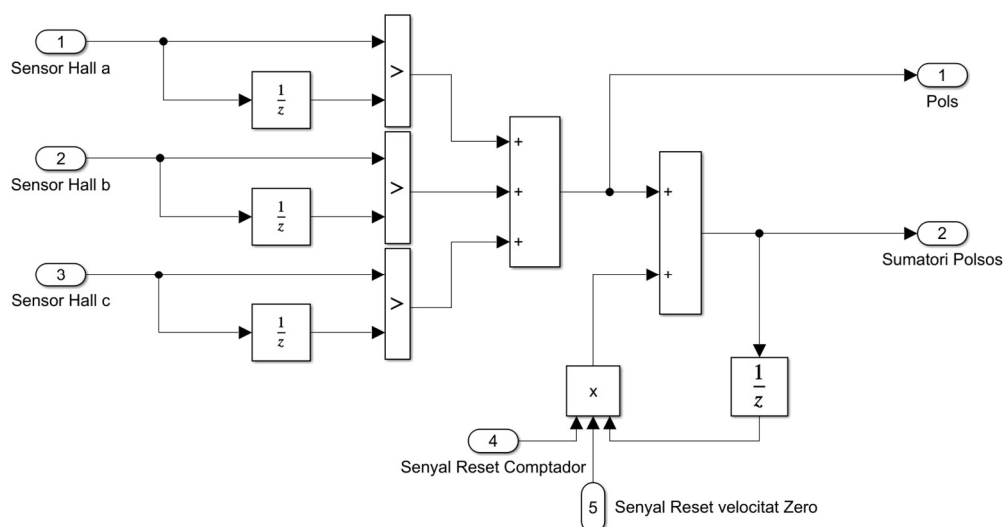 1
Sensor Hall a
1
z
>
2
Sensor Hall b
1
z
>
3
Sensor Hall c
1
z
>
+
+
+
+
+
1
Pols
2
Sumatori Polsos
1
z
x
4
Senyal Reset Comptador
5
Senyal Reset velocitat Zero